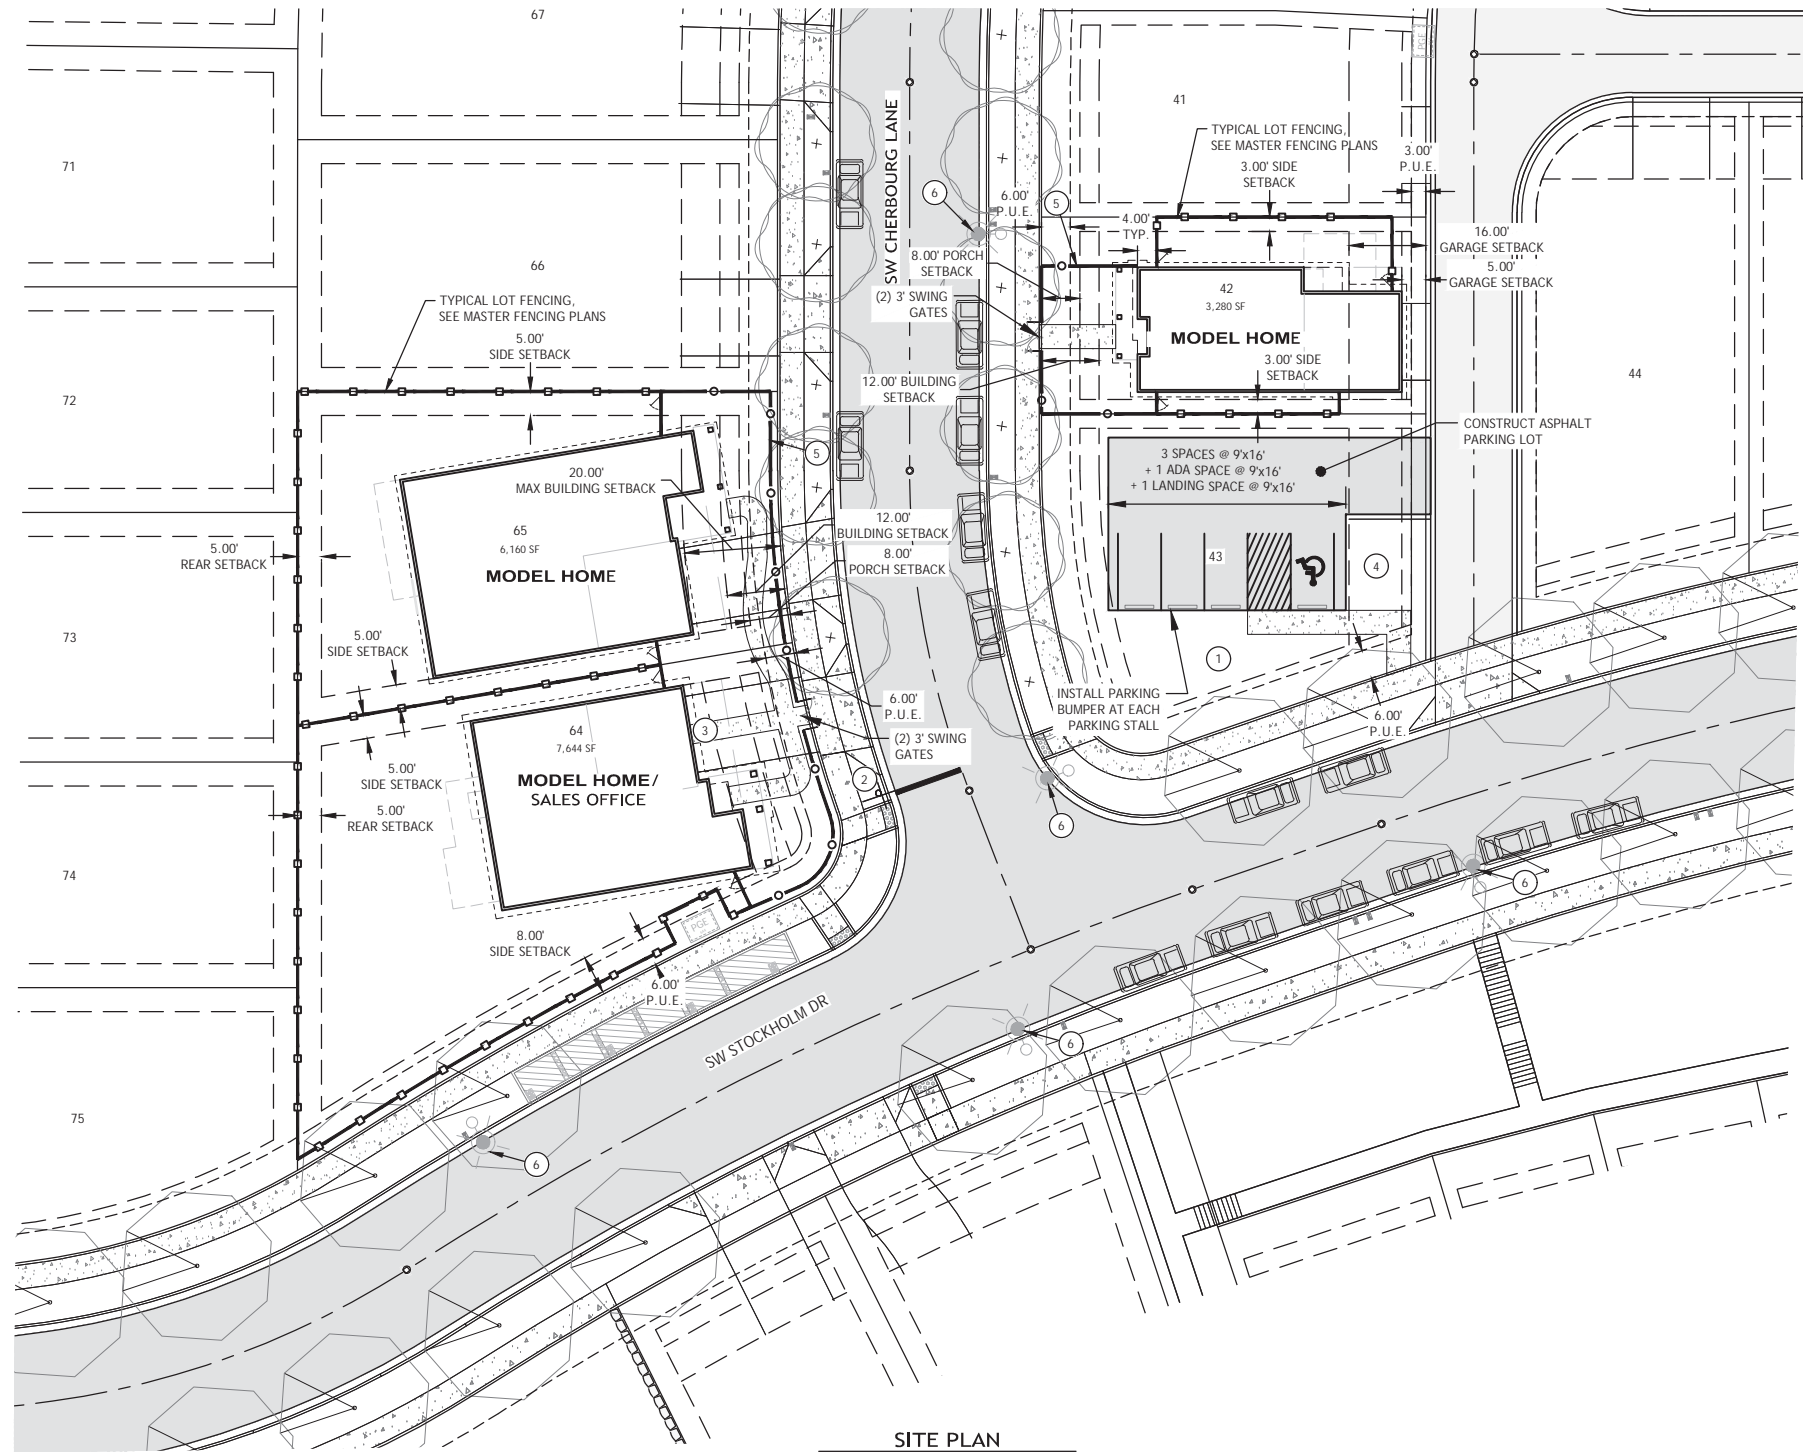 67
71
66
72
73
74
75
41
44
SW CHERBOURG LANE
TYPICAL LOT FENCING,
SEE MASTER FENCING PLANS
3.00' SIDE
SETBACK
3.00'
P.U.E.
PGE
6
6.00'
P.U.E.
5
4.00'
TYP.
8.00' PORCH
SETBACK
(2) 3' SWING
GATES
16.00'
GARAGE SETBACK
5.00'
GARAGE SETBACK
42
3,280 SF
MODEL HOME
3.00' SIDE
SETBACK
12.00' BUILDING
SETBACK
TYPICAL LOT FENCING,
SEE MASTER FENCING PLANS
5.00'
SIDE SETBACK
CONSTRUCT ASPHALT
PARKING LOT
3 SPACES @ 9'x16'
+ 1 ADA SPACE @ 9'x16'
+ 1 LANDING SPACE @ 9'x16'
43
4
1
INSTALL PARKING
BUMPER AT EACH
PARKING STALL
6.00'
P.U.E.
5
20.00'
MAX BUILDING SETBACK
65
6,160 SF
MODEL HOME
12.00'
BUILDING SETBACK
8.00'
PORCH SETBACK
5.00'
REAR SETBACK
5.00'
SIDE SETBACK
6.00'
P.U.E.
(2) 3' SWING
GATES
3
2
64
7,644 SF
MODEL HOME/
SALES OFFICE
5.00'
SIDE SETBACK
5.00'
REAR SETBACK
8.00'
SIDE SETBACK
PGE
6.00'
P.U.E.
SW STOCKHOLM DR
6
6
6
6
SITE PLAN